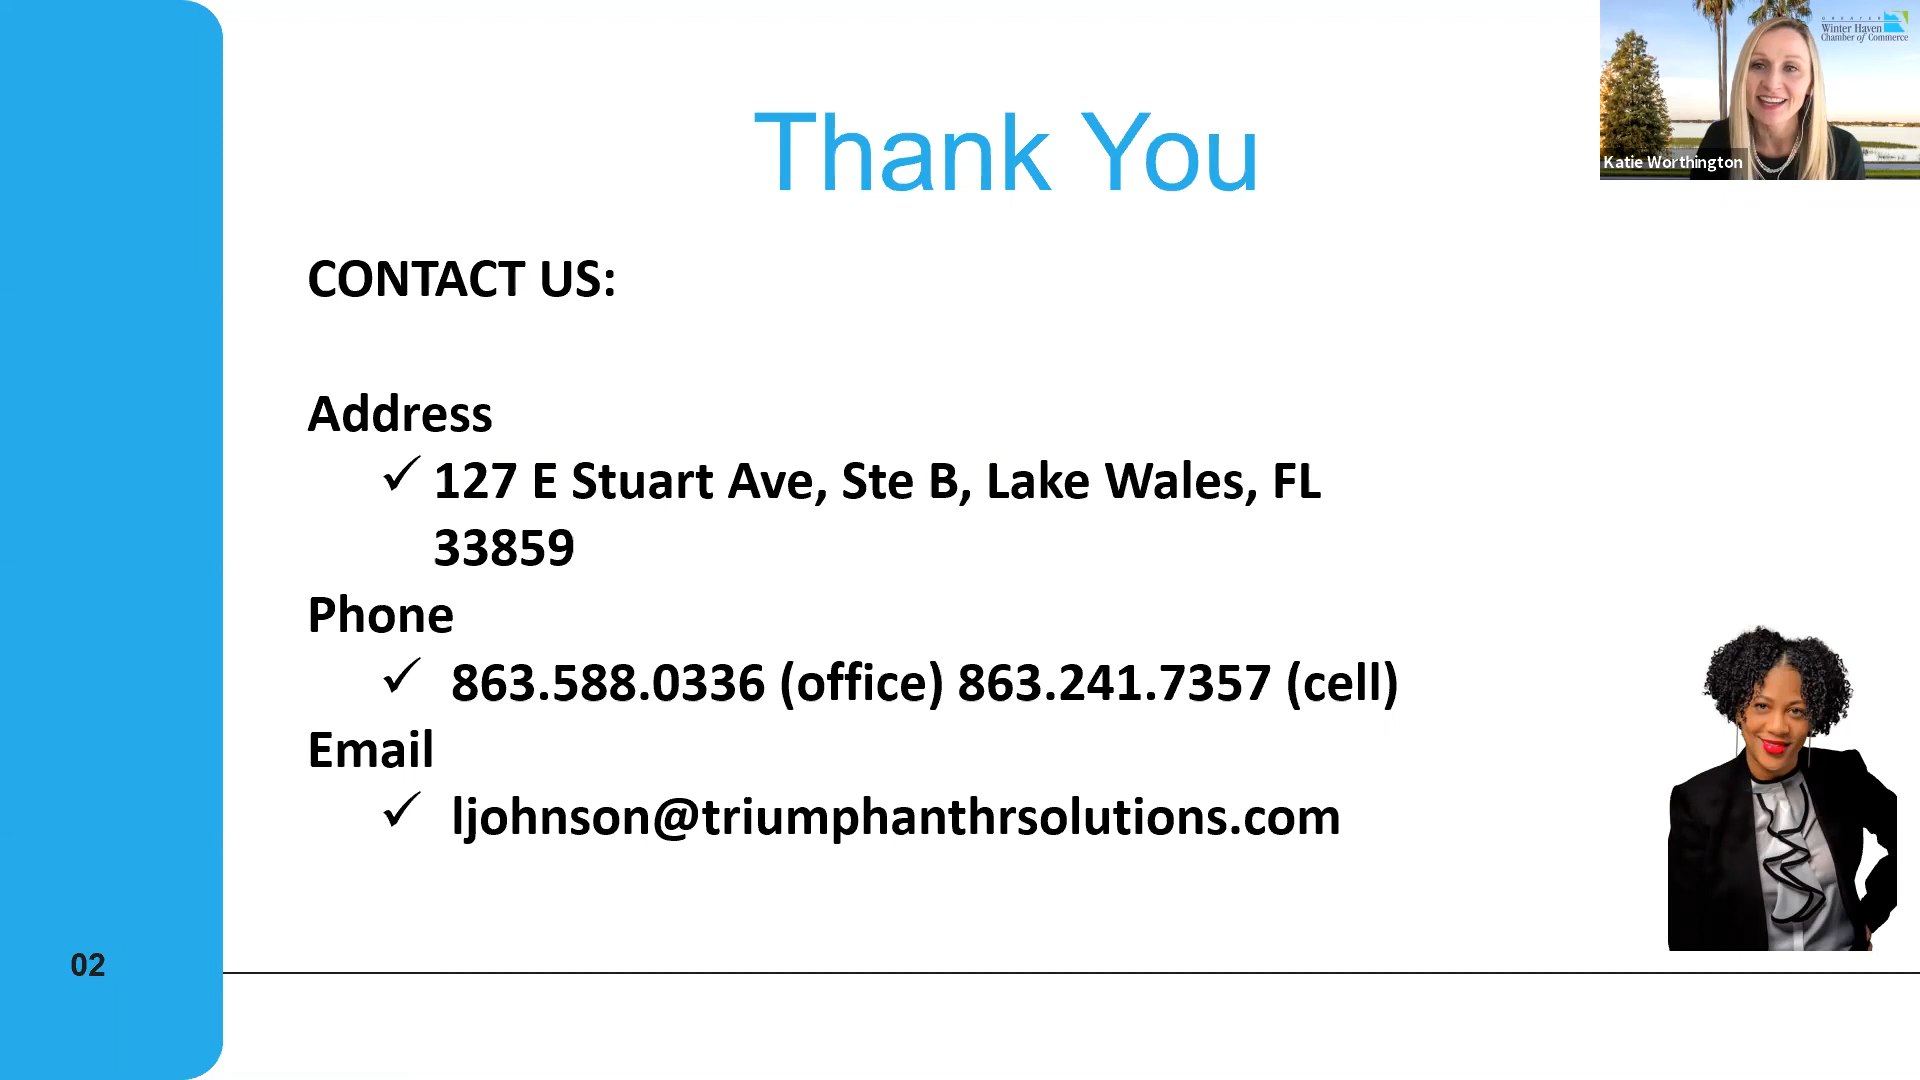 GREATER
Winter Haven
Chamber of Commerce
Katie Worthington
Thank You
CONTACT US:
Address
✓ 127 E Stuart Ave, Ste B, Lake Wales, FL
33859
Phone
✓ 863.588.0336 (office) 863.241.7357 (cell)
Email
✓ ljohnson@triumphanthrsolutions.com
02